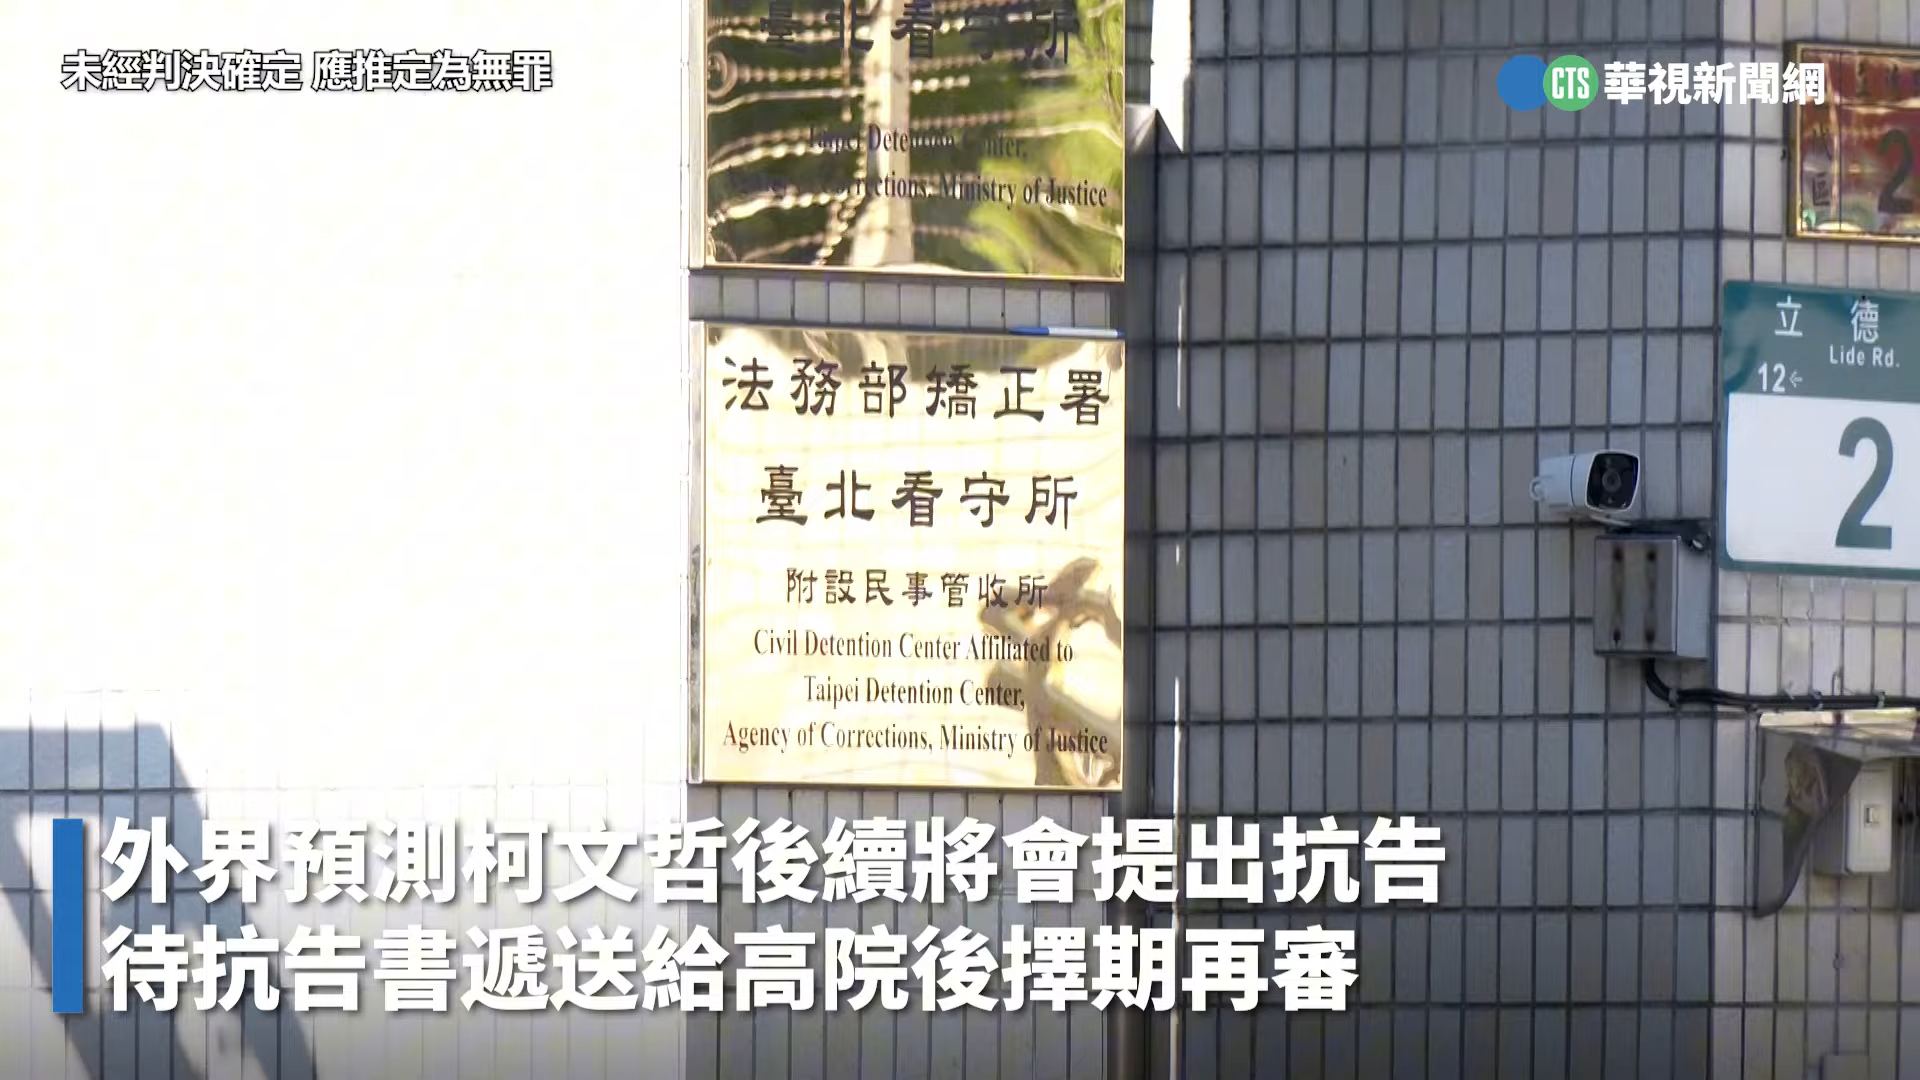 未經判決確定 應推定為無罪
CTS 華視新聞網
臺北看守所
Taipei Detention Center,
Corrections, Ministry of Justice
法務部矯正署
臺北看守所
附設民事管收所
Civil Detention Center Affiliated to
Taipei Detention Center,
Agency of Corrections, Ministry of Justice
立德
Lide Rd.
12←
2
外界預測柯文哲後續將會提出抗告
待抗告書遞送給高院後擇期再審